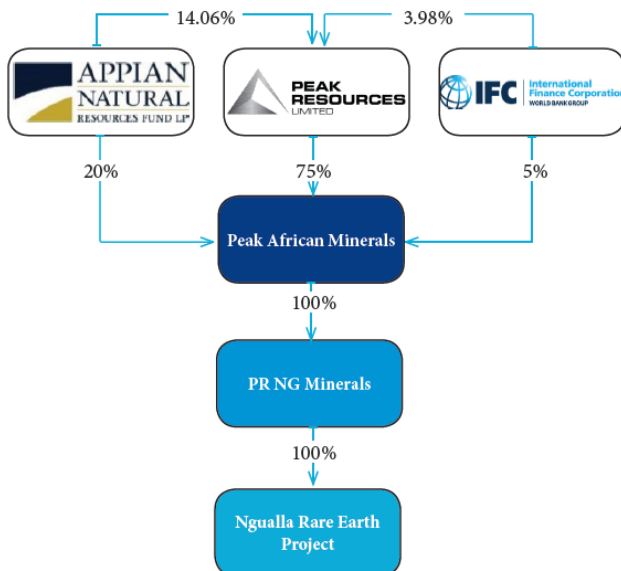 14.06%
3.98%
APPIAN
NATURAL
RESOURCES FUND LP
PEAK
RESOURCES
LIMITED
IFC
International
Finance Corporation
WORLD BANK GROUP
20%
75%
5%
Peak African Minerals
100%
PR NG Minerals
100%
Ngualla Rare Earth
Project